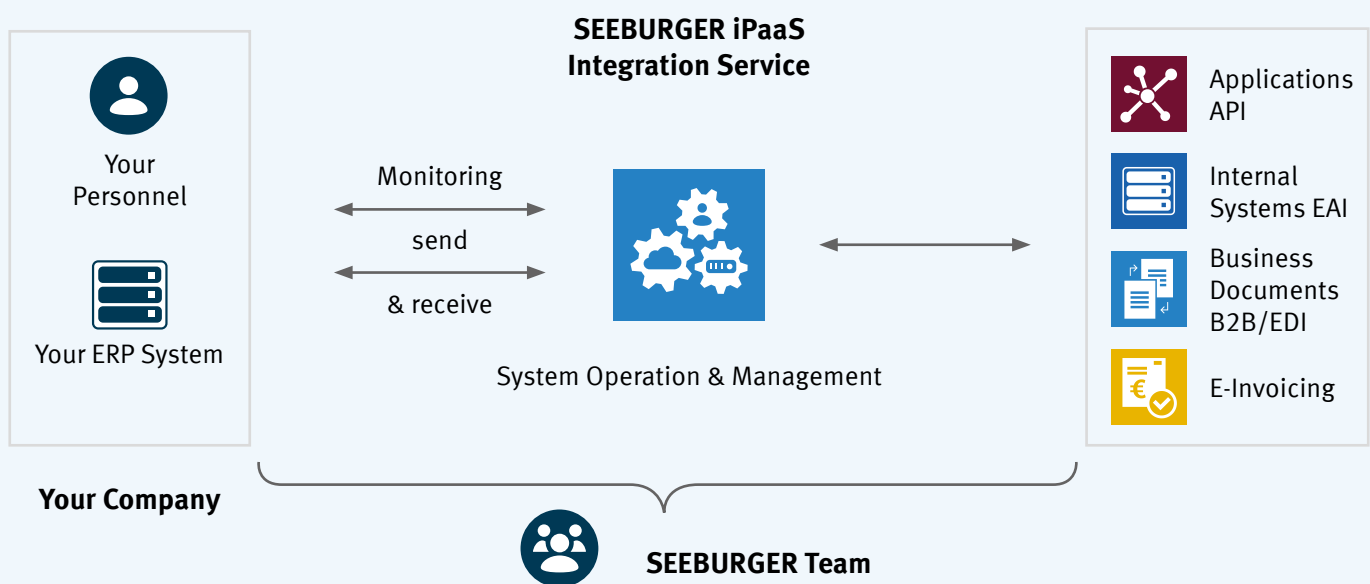 SEEBURGER iPaaS
Integration Service
Your
Personnel
Your ERP System
Your Company
Monitoring
send
& receive
System Operation & Management
Applications
API
Internal
Systems EAI
Business
Documents
B2B/EDI
€
E-Invoicing
SEEBURGER Team